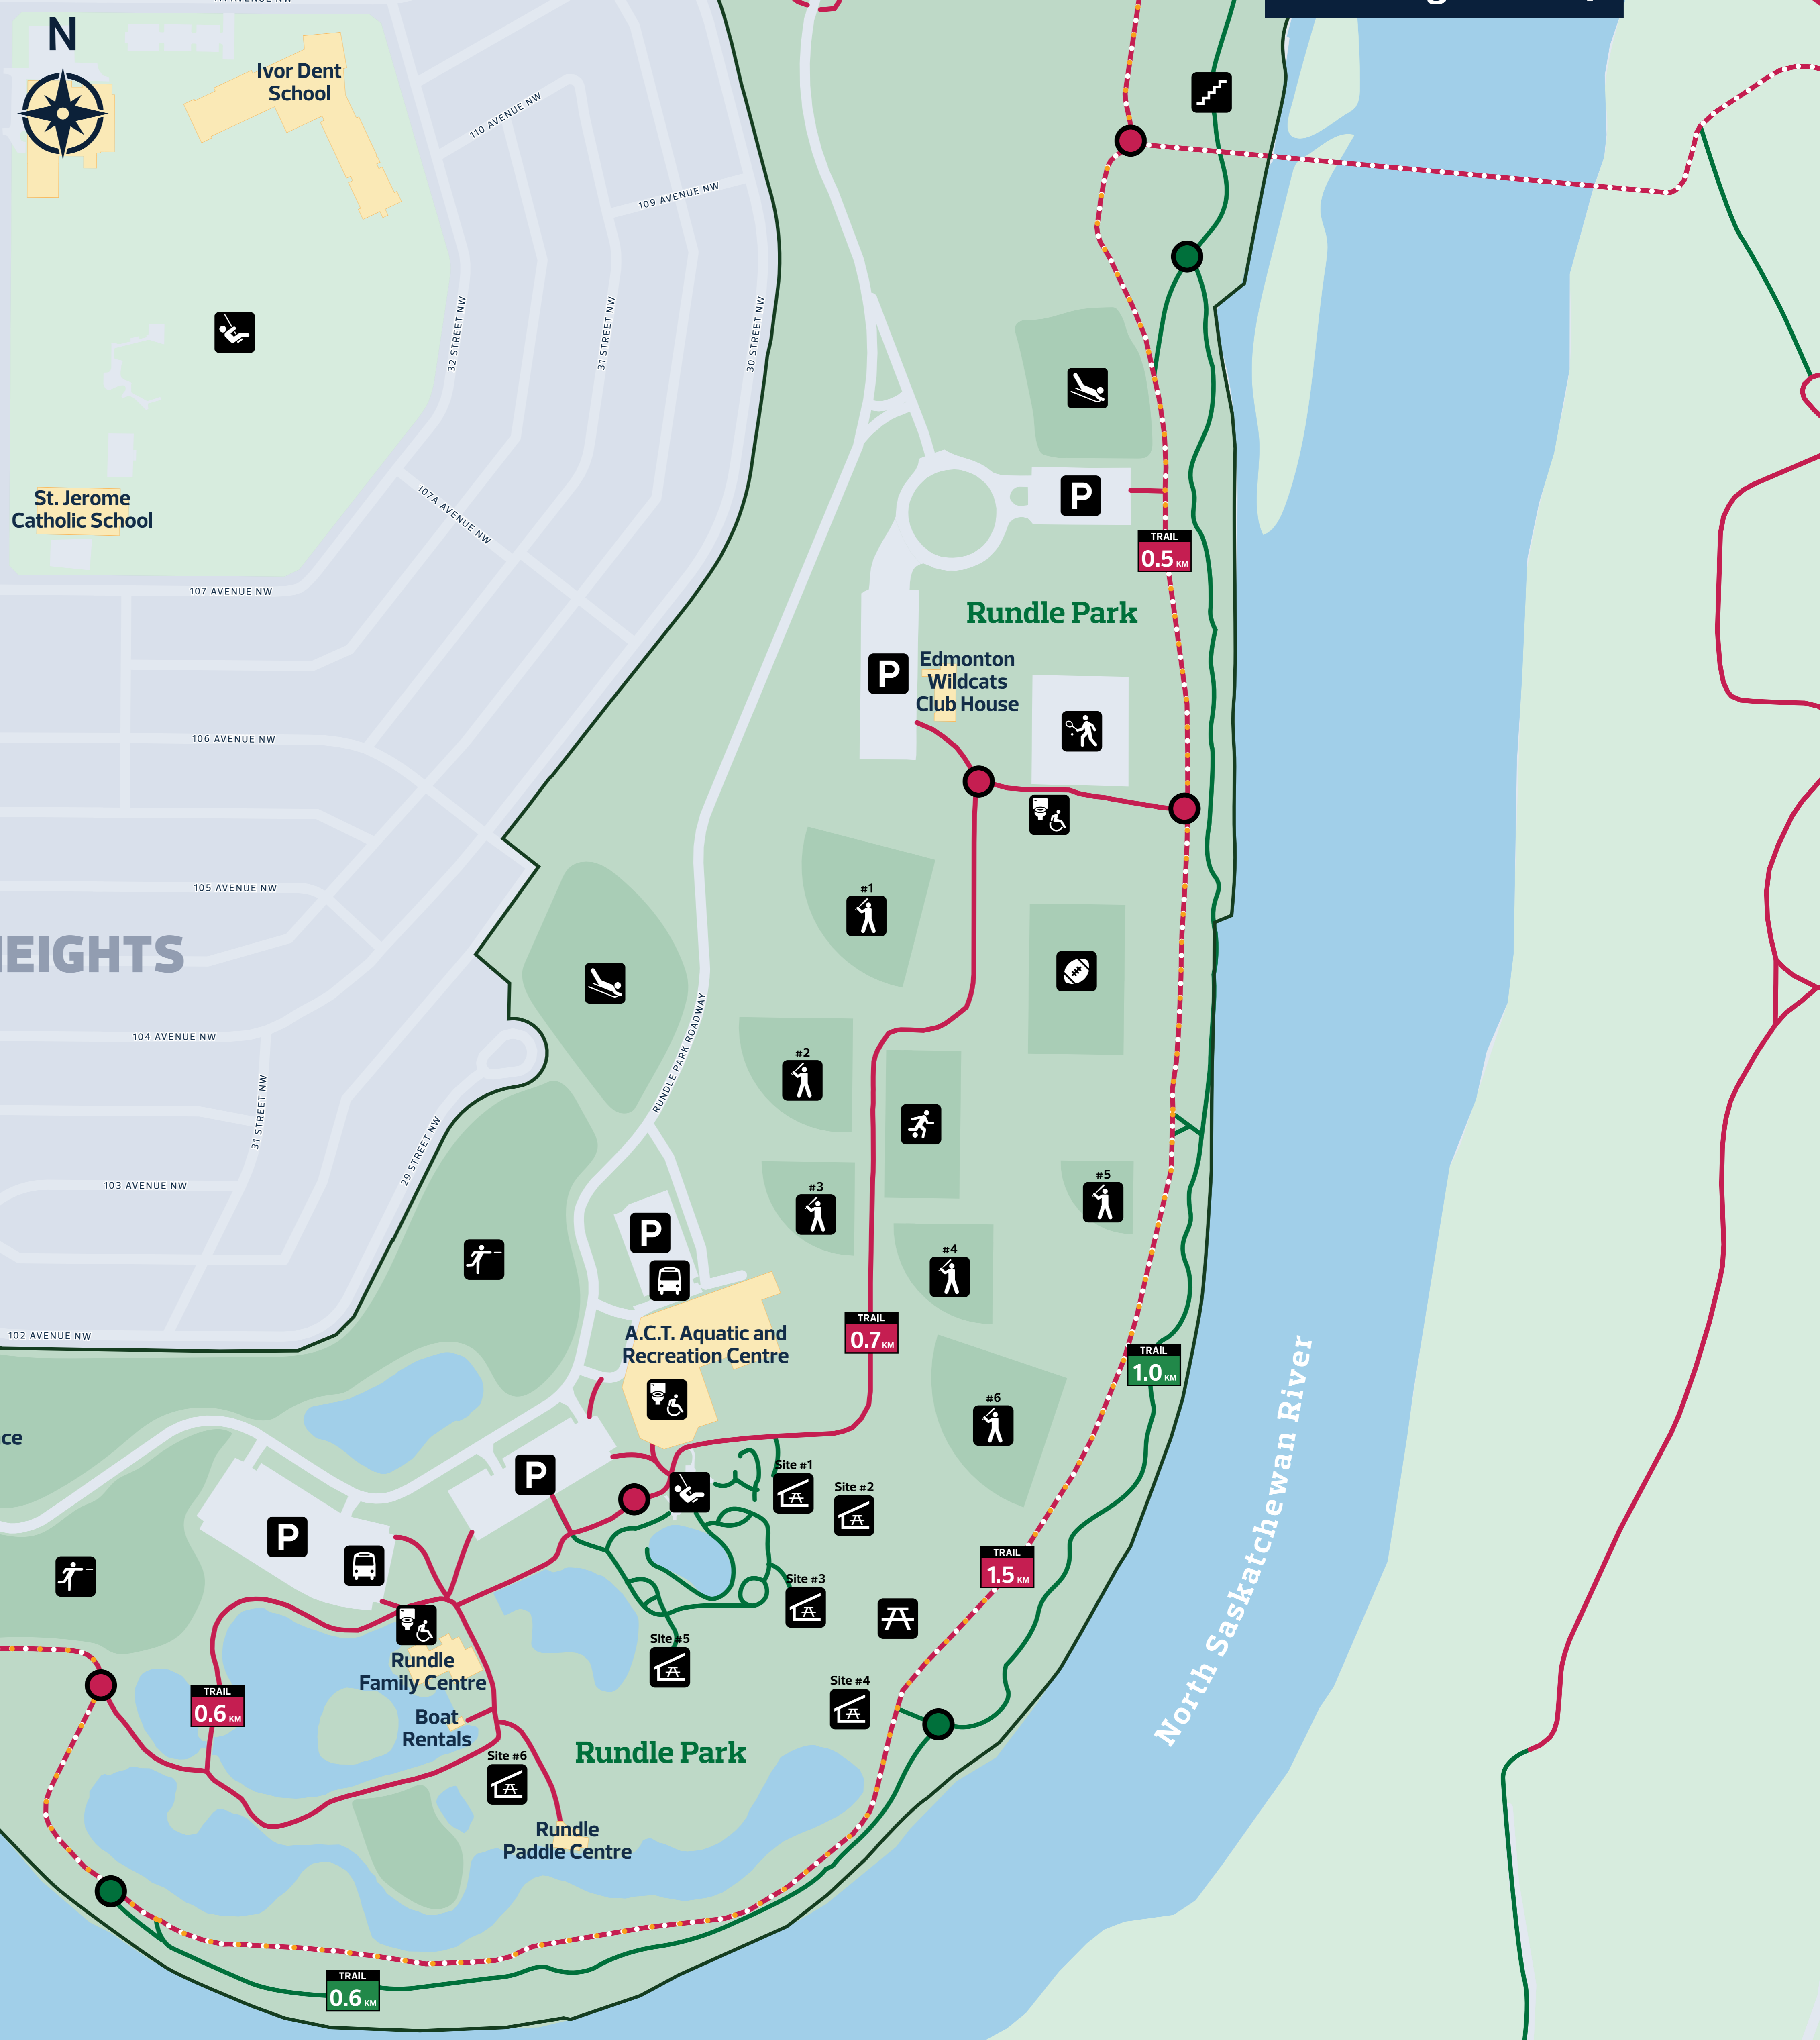 N
Ivor Dent
School
110 AVENUE NW
109 AVENUE NW
32 STREET NW
31 STREET NW
30 STREET NW
St. Jerome
Catholic School
107A AVENUE NW
P
TRAIL
0.5 KM
107 AVENUE NW
Rundle Park
P
Edmonton
Wildcats
Club House
106 AVENUE NW
105 AVENUE NW
#1
EIGHTS
RUNDLE PARK ROADWAY
104 AVENUE NW
#2
31 STREET NW
29 STREET NW
103 AVENUE NW
#3
#5
P
#4
102 AVENUE NW
A.C.T. Aquatic and
Recreation Centre
TRAIL
0.7 KM
TRAIL
1.0 KM
North Saskatchewan River
#6
ce
P
Site #1
Site #2
P
TRAIL
1.5 KM
Site #3
Site #5
Rundle
Family Centre
Site #4
TRAIL
0.6 KM
Boat
Rentals
Rundle Park
Site #6
Rundle
Paddle Centre
TRAIL
0.6 KM